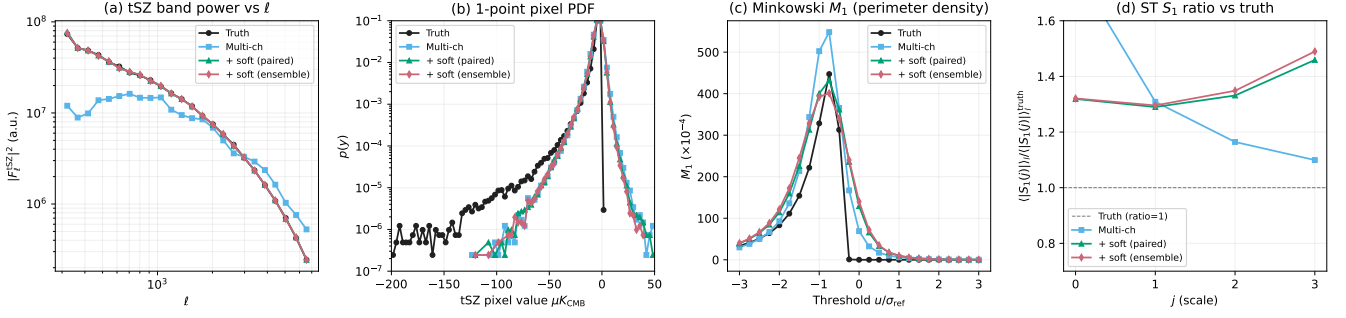 (a) tSZ band power vs ℓ
10⁸
10⁷
10⁶
|F_ℓ^tSZ|² (a.u.)
Truth
Multi-ch
+ soft (paired)
+ soft (ensemble)
10³
ℓ
(b) 1-point pixel PDF
10⁻¹
10⁻²
10⁻³
10⁻⁴
10⁻⁵
10⁻⁶
10⁻⁷
p(y)
Truth
Multi-ch
+ soft (paired)
+ soft (ensemble)
−200 −150 −100 −50 0 50
tSZ pixel value μK_CMB
(c) Minkowski M₁ (perimeter density)
500
400
300
200
100
0
M₁ (×10⁻⁴)
Truth
Multi-ch
+ soft (paired)
+ soft (ensemble)
−3 −2 −1 0 1 2 3
Threshold u/σ_ref
(d) ST S₁ ratio vs truth
1.6
1.4
1.2
1.0
0.8
⟨|S₁(j)|⟩_l/⟨|S₁(j)|⟩_l^truth
Truth (ratio=1)
Multi-ch
+ soft (paired)
+ soft (ensemble)
0 1 2 3
j (scale)